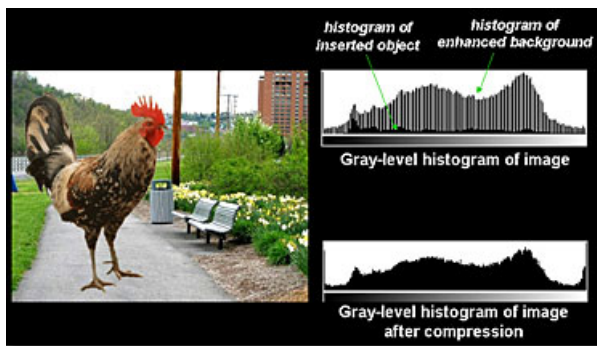 histogram of
inserted object
histogram of
enhanced background
Gray-level histogram of image
Gray-level histogram of image
after compression